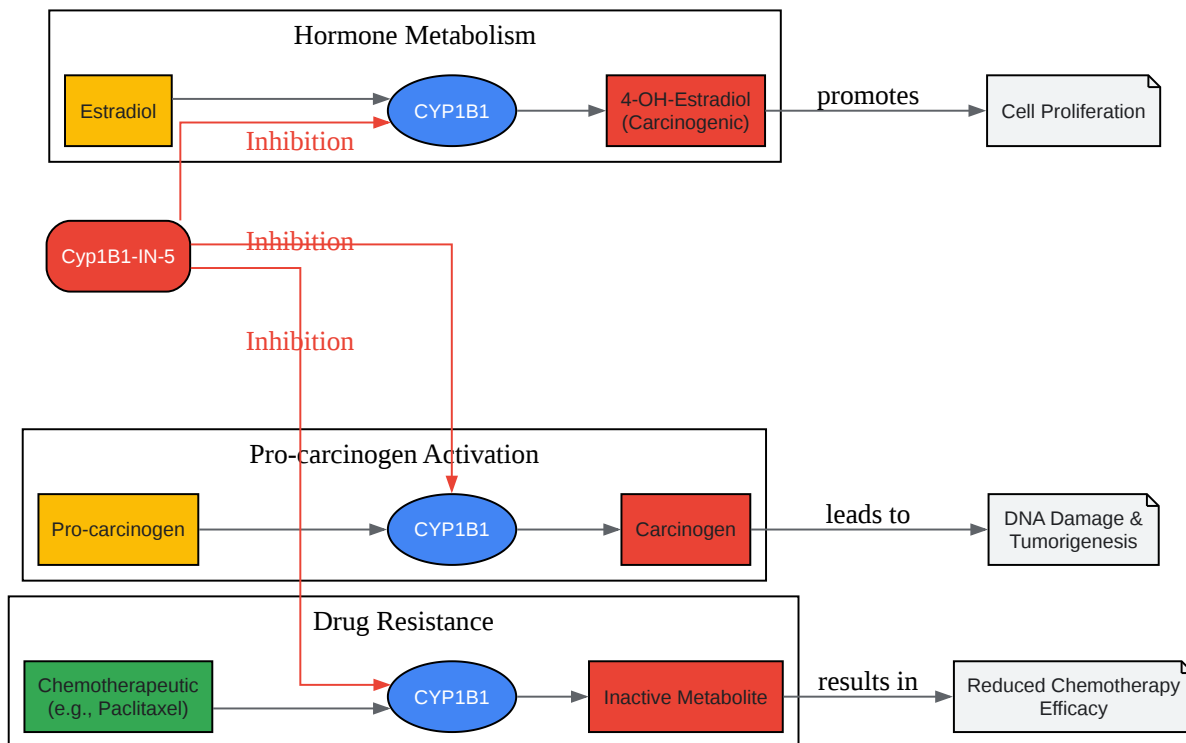 Hormone Metabolism
Estradiol
CYP1B1
4-OH-Estradiol
(Carcinogenic)
promotes
Cell Proliferation
Inhibition
Cyp1B1-IN-5
Inhibition
Inhibition
Pro-carcinogen Activation
Pro-carcinogen
CYP1B1
Carcinogen
leads to
DNA Damage &
Tumorigenesis
Drug Resistance
Chemotherapeutic
(e.g., Paclitaxel)
CYP1B1
Inactive Metabolite
results in
Reduced Chemotherapy
Efficacy